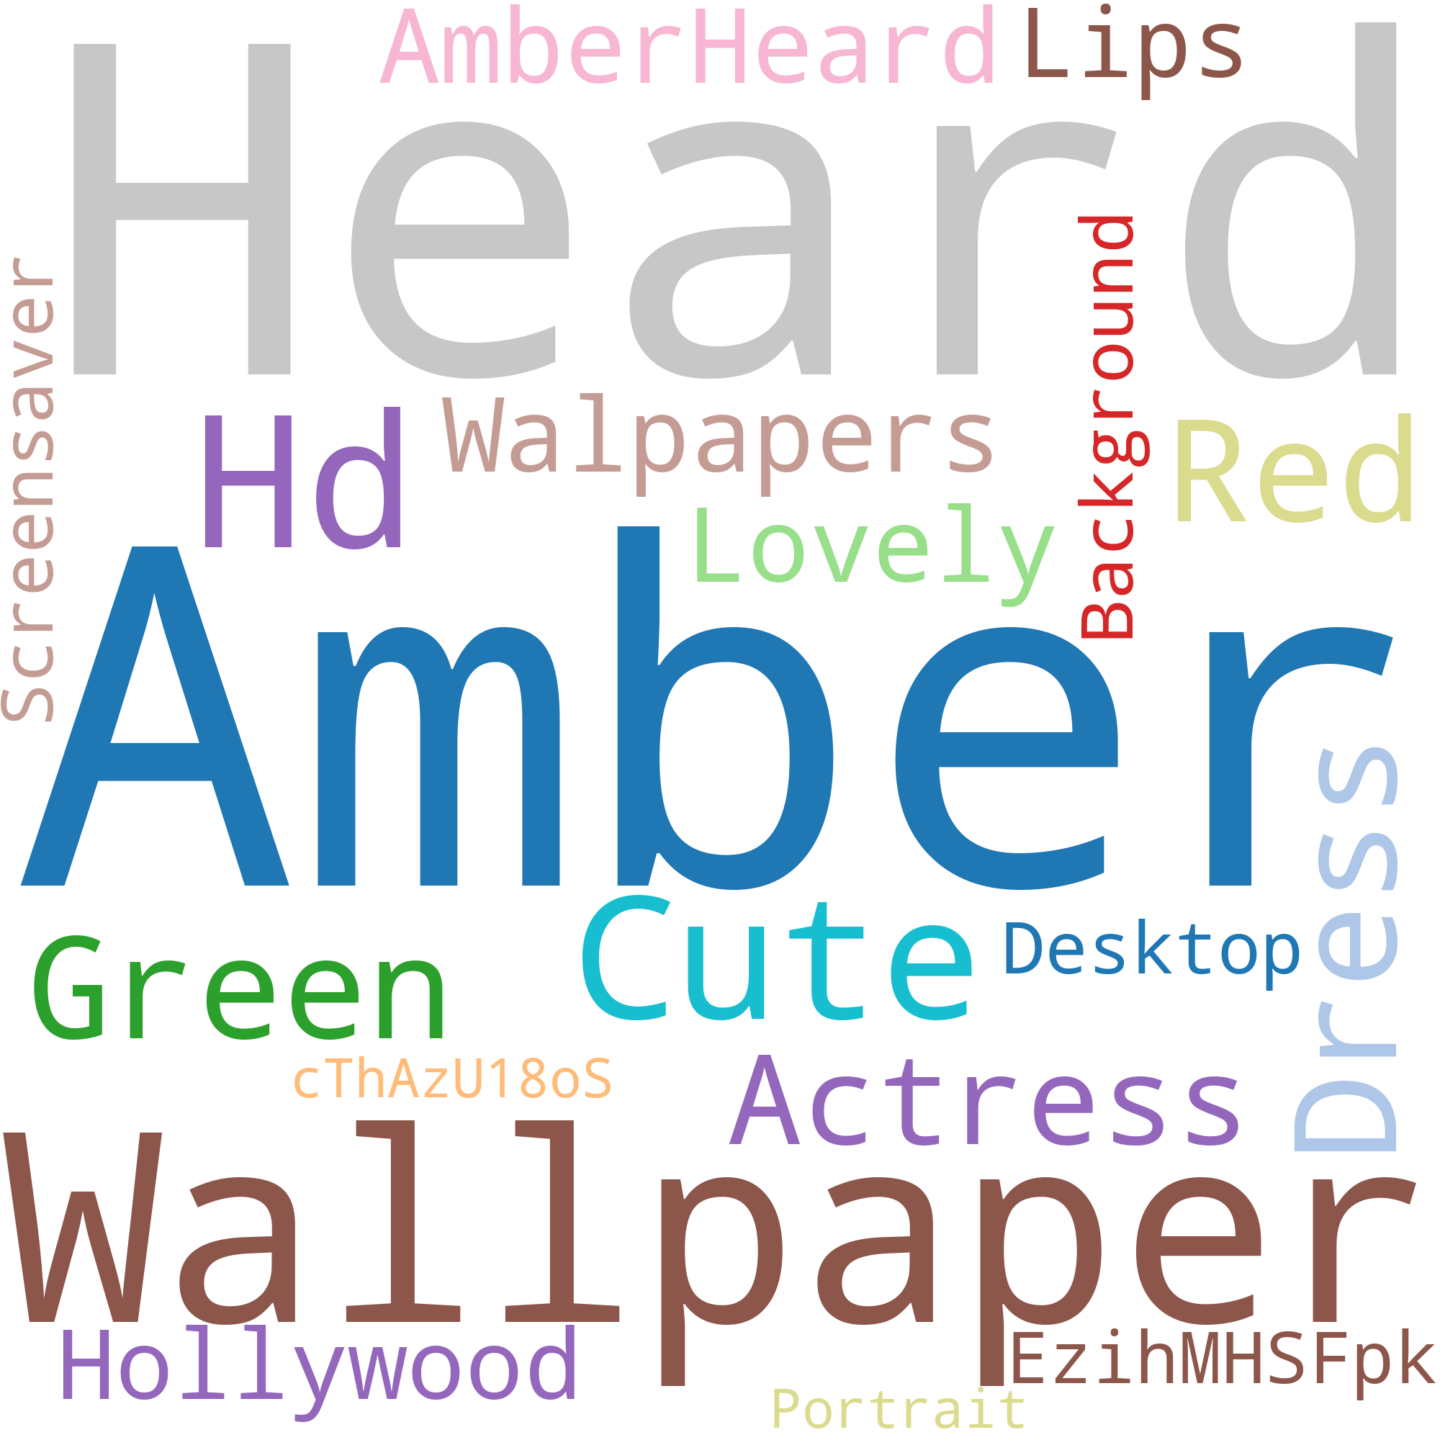 AmberHeard
Lips
Heard
Screensaver
Background
Hd
Walpapers
Red
Lovely
Amber
Dress
Green
Cute
Desktop
cThAzU18oS
Actress
Wallpaper
Hollywood
EzihMHSFpk
Portrait